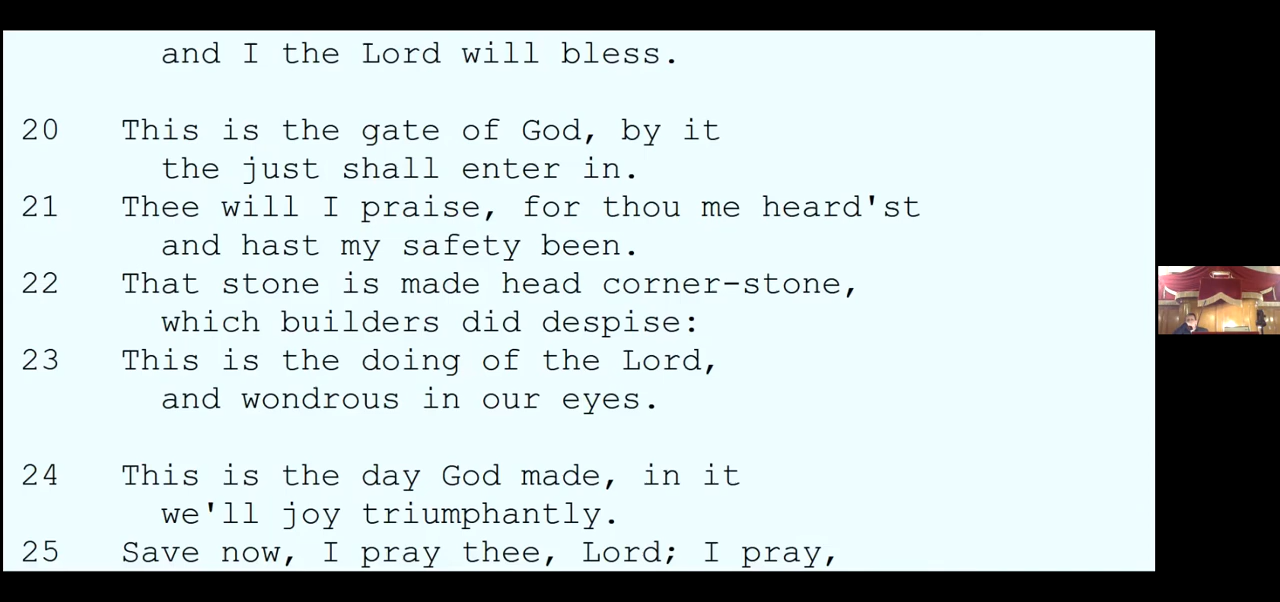 and I the Lord will bless.
20 This is the gate of God, by it
the just shall enter in.
21 Thee will I praise, for thou me heard'st
and hast my safety been.
22 That stone is made head corner-stone,
which builders did despise:
23 This is the doing of the Lord,
and wondrous in our eyes.
24 This is the day God made, in it
we'll joy triumphantly.
25 Save now, I pray thee, Lord; I pray,